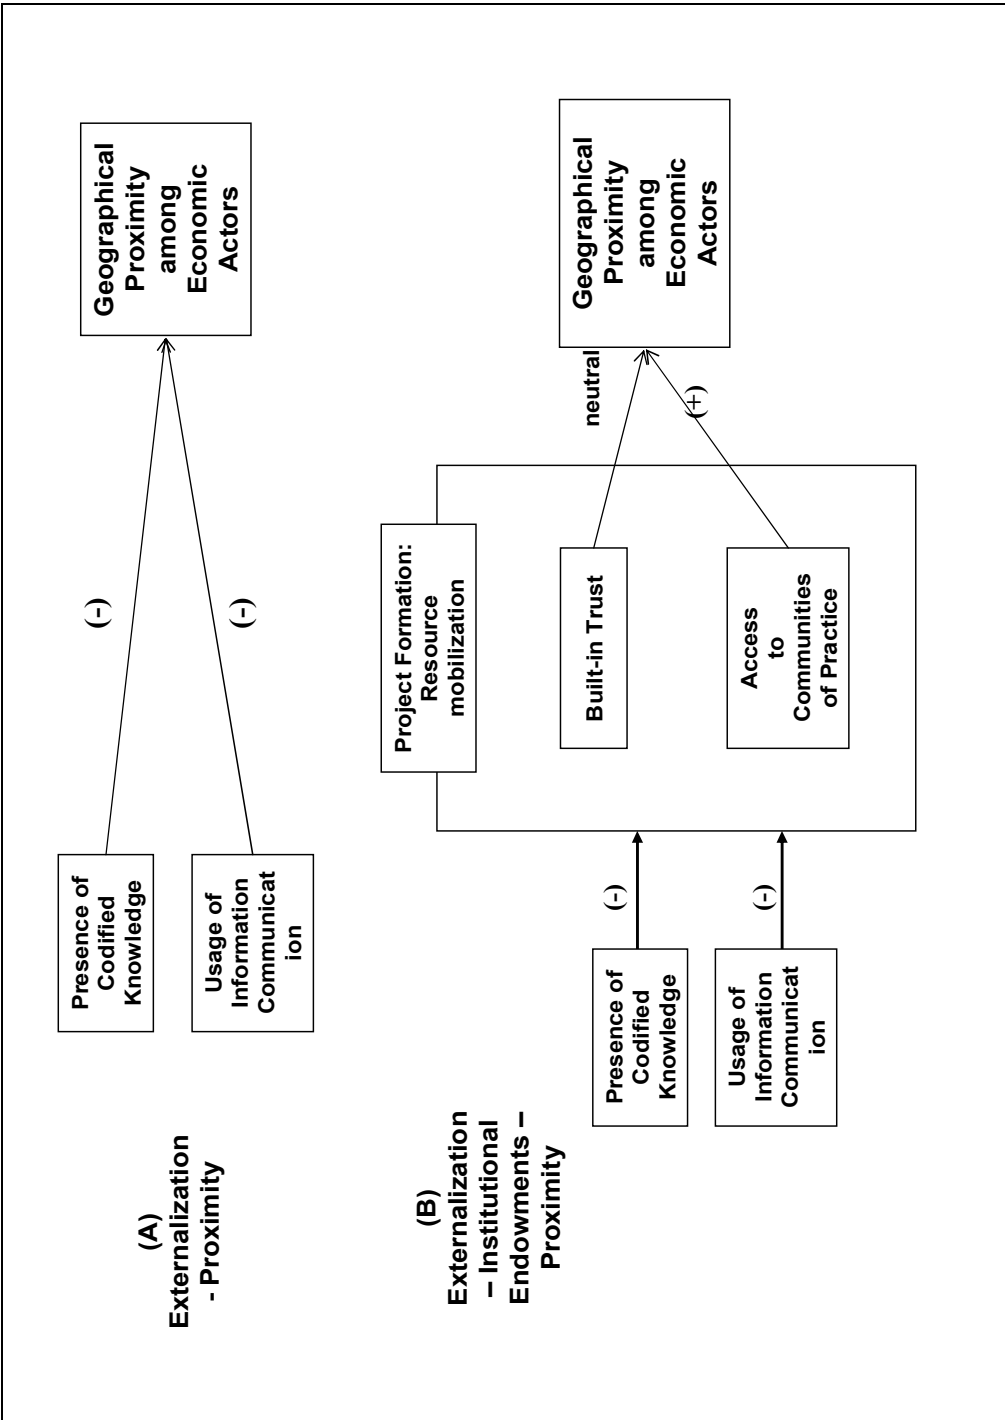 (A)
Externalization
- Proximity
Presence of
Codified
Knowledge
Usage of
Information
Communicat
ion
(-)
(-)
Geographical
Proximity
among
Economic
Actors
(B)
Externalization
– Institutional
Endowments –
Proximity
Presence of
Codified
Knowledge
Usage of
Information
Communicat
ion
(-)
(-)
Project Formation:
Resource
mobilization
Built-in Trust
Access
to
Communities
of Practice
neutral
(+)
Geographical
Proximity
among
Economic
Actors